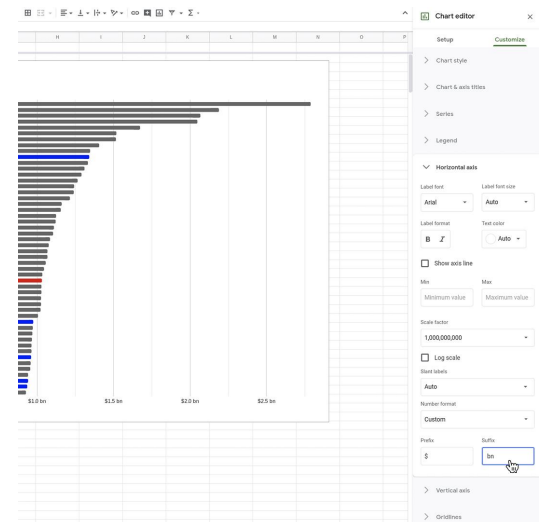 Chart editor
H I J K L M N O P
Setup Customize
Chart style
Chart & axis titles
Series
Legend
Horizontal axis
Label font Label font size
Arial Auto
Label format Text color
B I Auto
Show axis line
Min Max
Minimum value Maximum value
Scale factor
1,000,000,000
Log scale
Slant labels
Auto
$1.0 bn $1.5 bn $2.0 bn $2.5 bn
Number format
Custom
Prefix Suffix
$ bn
Vertical axis
Gridlines